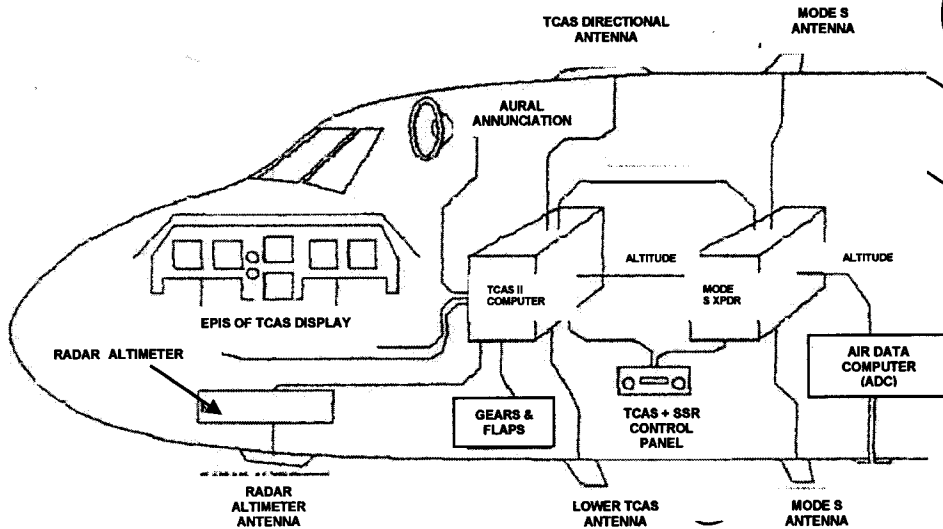 TCAS DIRECTIONAL
ANTENNA
MODE S
ANTENNA
AURAL
ANNUNCIATION
ALTITUDE
ALTITUDE
TCAS II
COMPUTER
MODE
S XPDR
EPIS OF TCAS DISPLAY
RADAR ALTIMETER
AIR DATA
COMPUTER
(ADC)
GEARS &
FLAPS
TCAS + SSR
CONTROL
PANEL
RADAR
ALTIMETER
ANTENNA
LOWER TCAS
ANTENNA
MODE S
ANTENNA